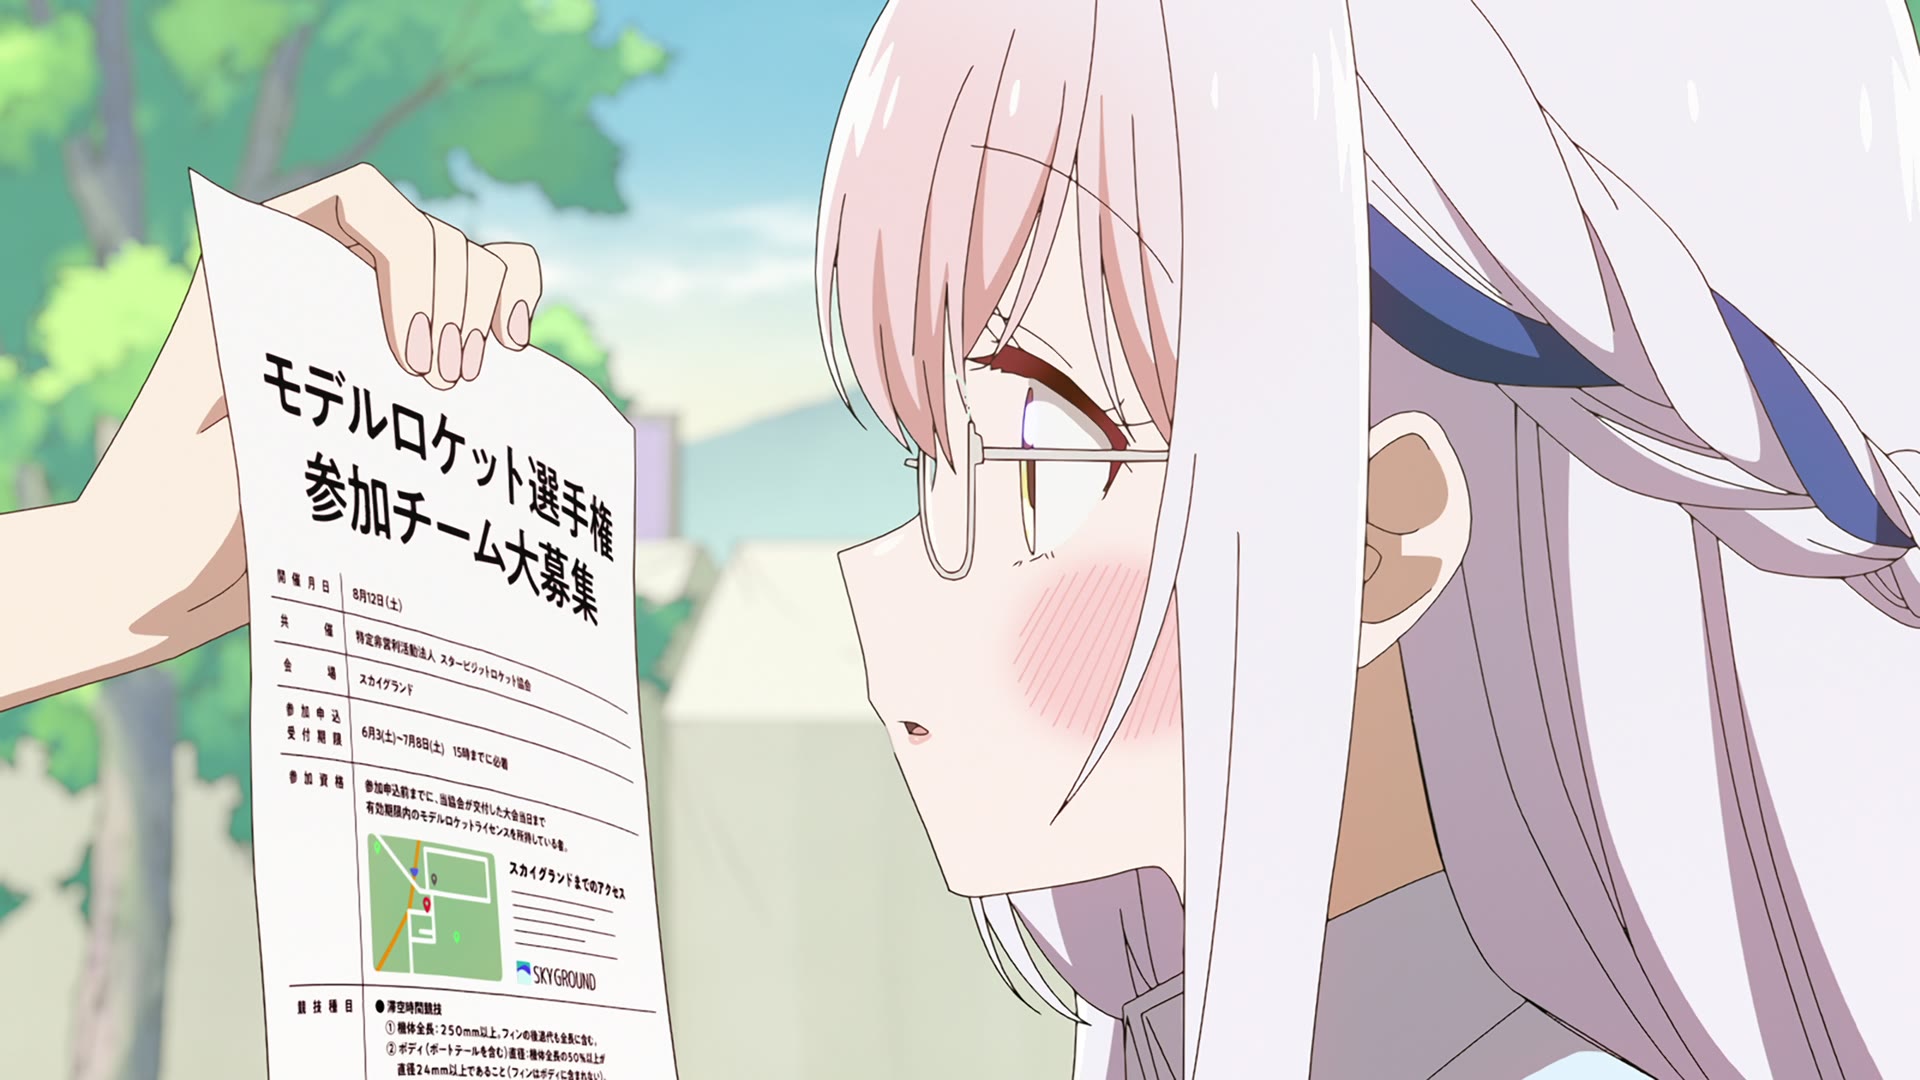 モデルロケット選手権
参加チーム大募集
開催月日 8月12日(土)
共催 特定非営利活動法人 スタービジットロケット協会
会場 スカイグランド
参加申込
受付期限 6月3(土)~7月8日(土) 15時までに必着
参加資格 参加申込前までに、当協会が交付した大会当日まで
有効期限内のモデルロケットライセンスを所持している者。
スカイグランドまでのアクセス
SKYGROUND
競技種目 ●滞空時間競技
①機体全長:250mm以上。フィンの後退代も全長に含む。
②ボディ(ボートテールを含む)直径:機体全長の50%以上が
直径24mm以上であること(フィンはボディに含まれない)。